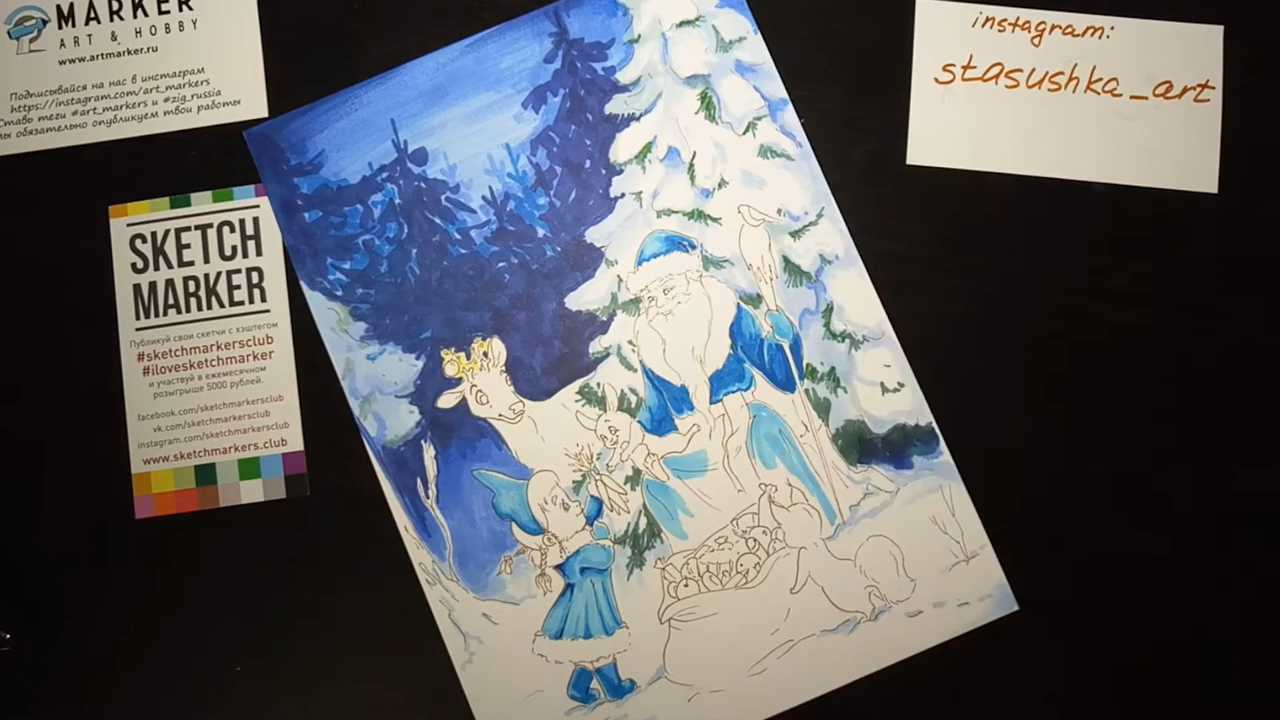 MARKER
ART & HOBBY
www.artmarker.ru
Подписывайся на нас в инстаграм
https://instagram.com/art_markers
Ставь теги #art_markers и #zig_russia
мы обязательно опубликуем твои работы
SKETCH
MARKER
Публикуй свои скетчи с хэштегом
#sketchmarkersclub
#ilovesketchmarker
и участвуй в ежемесячном
розыгрыше 5000 рублей.
facebook.com/sketchmarkersclub
vk.com/sketchmarkersclub
instagram.com/sketchmarkersclub
www.sketchmarkers.club
instagram:
stasushka_art